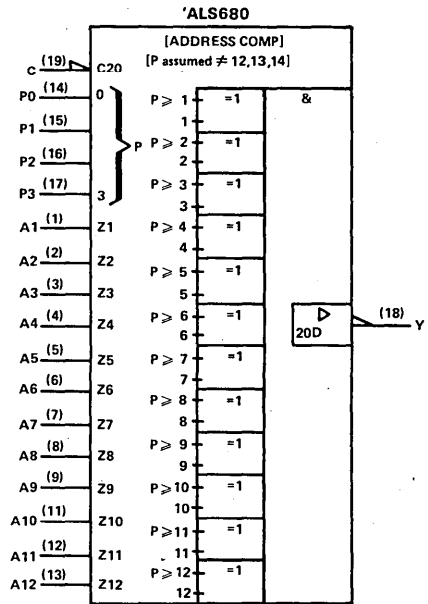 'ALS680
[ADDRESS COMP]
[P assumed ≠ 12,13,14]
C (19) C20
P0 (14) 0
P1 (15)
P2 (16)
P3 (17) 3
P
A1 (1) Z1
A2 (2) Z2
A3 (3) Z3
A4 (4) Z4
A5 (5) Z5
A6 (6) Z6
A7 (7) Z7
A8 (8) Z8
A9 (9) Z9
A10 (11) Z10
A11 (12) Z11
A12 (13) Z12
P ⩾ 1 =1
1
P ⩾ 2 =1
2
P ⩾ 3 =1
3
P ⩾ 4 =1
4
P ⩾ 5 =1
5
P ⩾ 6 =1
6
P ⩾ 7 =1
7
P ⩾ 8 =1
8
P ⩾ 9 =1
9
P ⩾ 10 =1
10
P ⩾ 11 =1
11
P ⩾ 12 =1
12
&
▷
20D
(18) Y